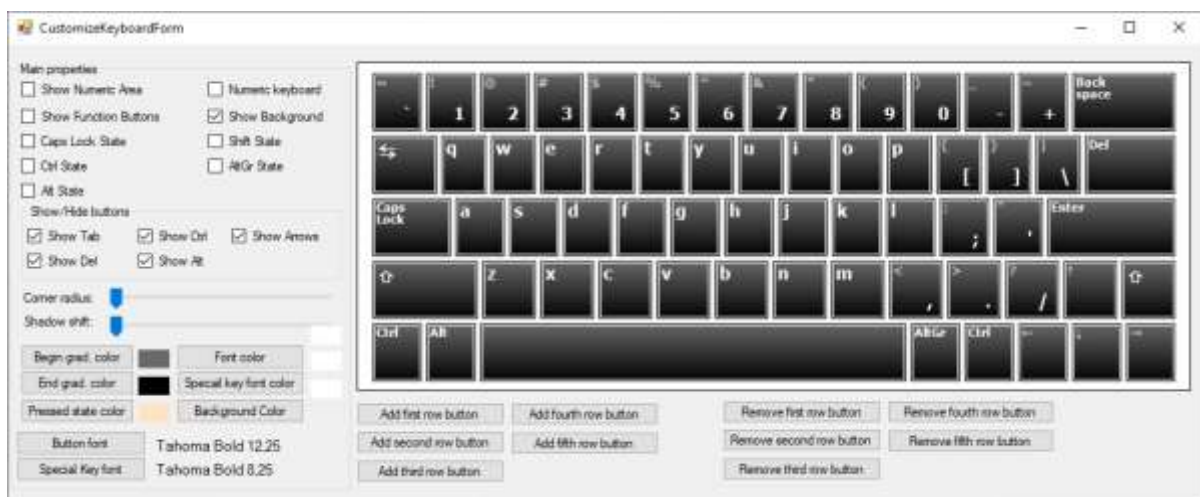 CustomizeKeyboardForm
Main properties
Show Numeric Area Numeric keyboard
Show Function Buttons Show Background
Caps Lock State Shift State
Ctrl State AltGr State
Alt State
Show/Hide buttons
Show Tab Show Ctrl Show Arrows
Show Del Show Alt
Corner radius:
Shadow shift:
Begin grad. color Font color
End grad. color Special key font color
Pressed state color Background Color
Button font Tahoma Bold 12,25
Special Key font Tahoma Bold 8,25
~ ! @ # $ % ^ & * ( ) _ =
` 1 2 3 4 5 6 7 8 9 0 - + Back space
q w e r t y u i o p { } | Del
[ ] \
Caps Lock a s d f g h j k l : " Enter
; '
z x c v b n m < > ? !
, . /
Ctrl Alt AltGr Ctrl
Add first row button Add fourth row button Remove first row button Remove fourth row button
Add second row button Add fifth row button Remove second row button Remove fifth row button
Add third row button Remove third row button